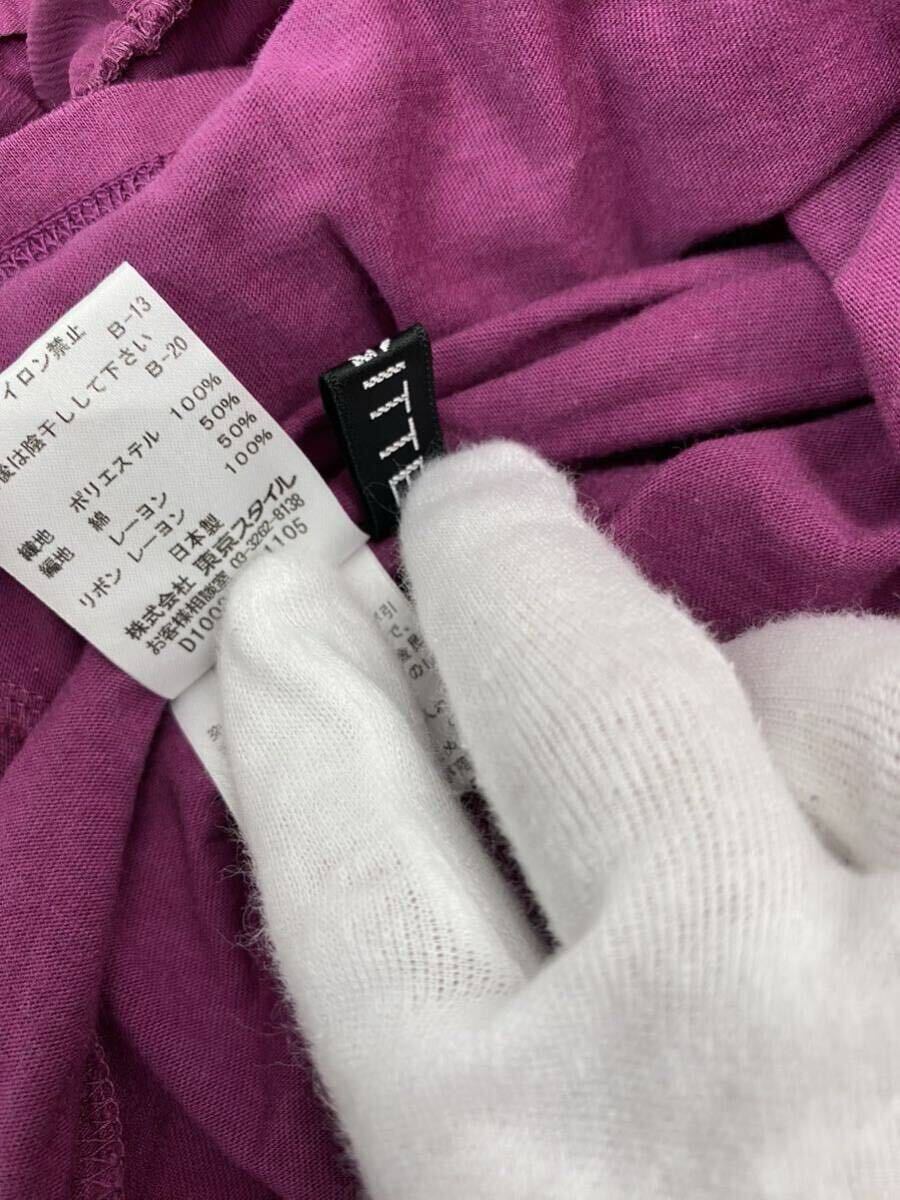 イロン禁止 B-13
後は陰干しして下さい B-20
織地 ポリエステル 100%
編地 綿 50%
レーヨン 50%
リボン レーヨン 100%
日本製
株式会社 東京スタイル
お客様相談室 03-3262-8138
D100 1105
ITTE